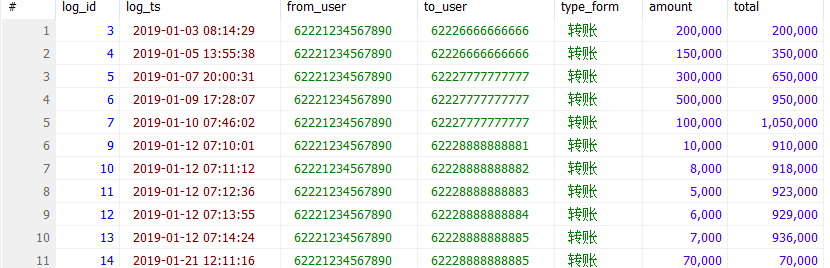 # log_id log_ts from_user to_user type_form amount total
1 3 2019-01-03 08:14:29 62221234567890 62226666666666 转账 200,000 200,000
2 4 2019-01-05 13:55:38 62221234567890 62226666666666 转账 150,000 350,000
3 5 2019-01-07 20:00:31 62221234567890 62227777777777 转账 300,000 650,000
4 6 2019-01-09 17:28:07 62221234567890 62227777777777 转账 500,000 950,000
5 7 2019-01-10 07:46:02 62221234567890 62227777777777 转账 100,000 1,050,000
6 9 2019-01-12 07:10:01 62221234567890 62228888888881 转账 10,000 910,000
7 10 2019-01-12 07:11:12 62221234567890 62228888888882 转账 8,000 918,000
8 11 2019-01-12 07:12:36 62221234567890 62228888888883 转账 5,000 923,000
9 12 2019-01-12 07:13:55 62221234567890 62228888888884 转账 6,000 929,000
10 13 2019-01-12 07:14:24 62221234567890 62228888888885 转账 7,000 936,000
11 14 2019-01-21 12:11:16 62221234567890 62228888888885 转账 70,000 70,000